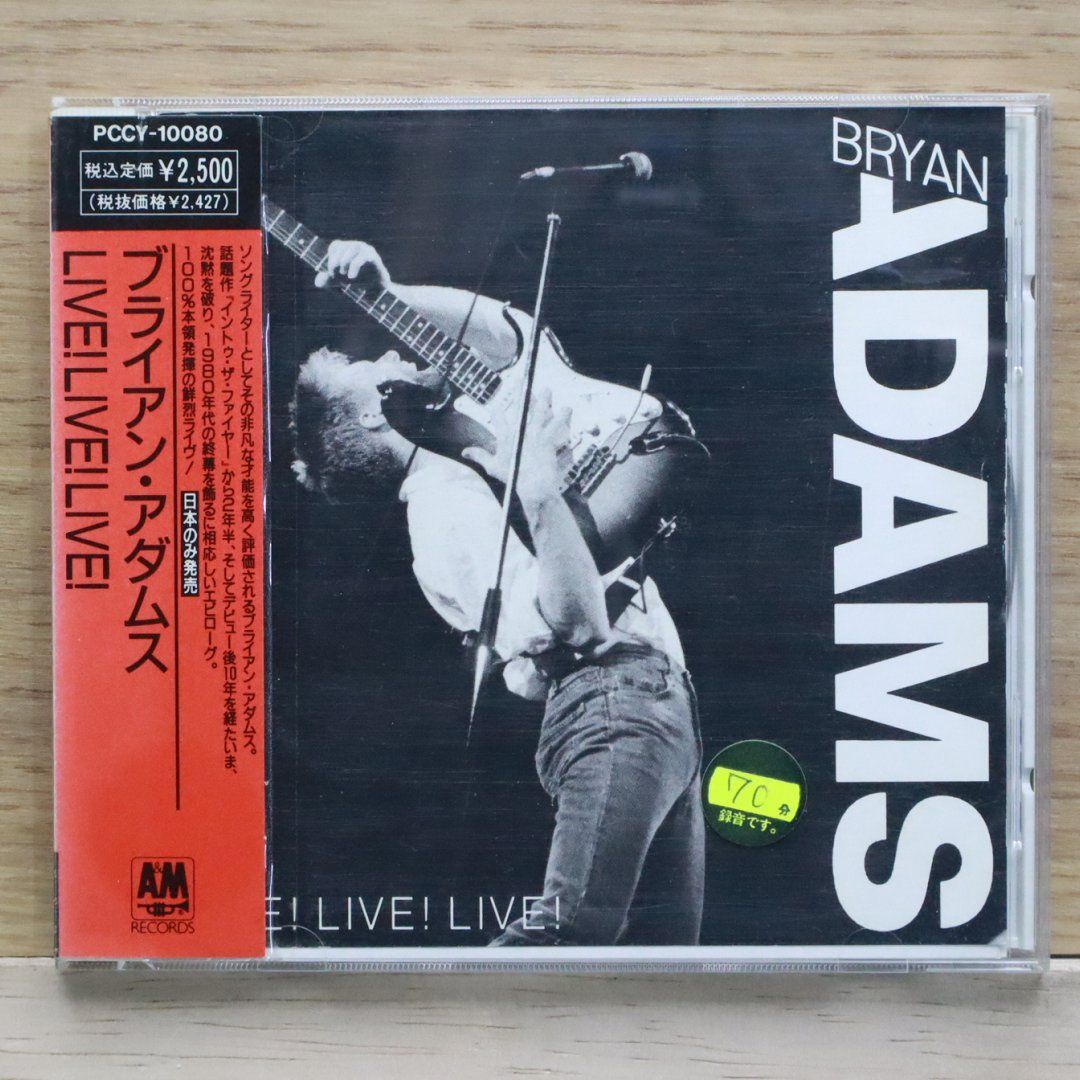 PCCY-10080
税込定価 ¥2,500
(税抜価格¥2,427)
ブライアン・アダムス
LIVE! LIVE! LIVE!
ソングライターとしてその非凡な才能を高く評価されるブライアン・アダムス。
話題作『イントゥ・ザ・ファイヤー』から2年半、そしてデビュー後10年を経たいま、
沈黙を破り、1980年代の終幕を飾るに相応しいエピローグ。
100%本領発揮の鮮烈ライヴ!
日本のみ発売
A&M
RECORDS
BRYAN
ADAMS
E! LIVE! LIVE!
70分
録音です。